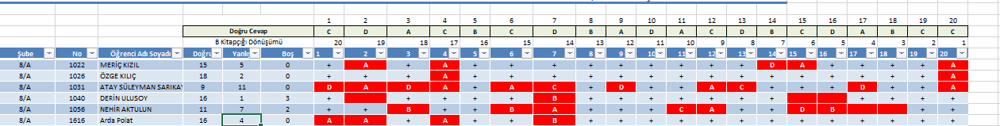 1 2 3 4 5 6 7 8 9 10 11 12 13 14 15 16 17 18 19 20
Doğru Cevap C D A C B C D B A D A C D B C B A B C C
B Kitapçığı Dönüşümü 20 19 18 17 16 15 14 13 12 11 10 9 8 7 6 5 4 3 2 1
Şube No Öğrenci Adı Soyadı Doğru Yanlış Boş 1 2 3 4 5 6 7 8 9 10 11 12 13 14 15 16 17 18 19 20
8/A 1022 MERİÇ KIZIL 15 5 0 + A + A + + + + + + + + + D A + + + + A
8/A 1026 ÖZGE KILIÇ 18 2 0 + + + A + + + + + + + + + + + + + + + A
8/A 1031 ATAY SÜLEYMAN SARIKA 9 11 0 D A D A + A C + D + + A C + + + D + + A
8/A 1040 DERİN ULUSOY 16 1 3 + + + + + B + + + + + + + + + + +
8/A 1056 NEHİR AKTULUN 11 7 2 + + B + + B A + + + C A + + D B + +
8/A 1616 Arda Polat 16 4 0 A A + A + + B + + + + + + + + + + + + +